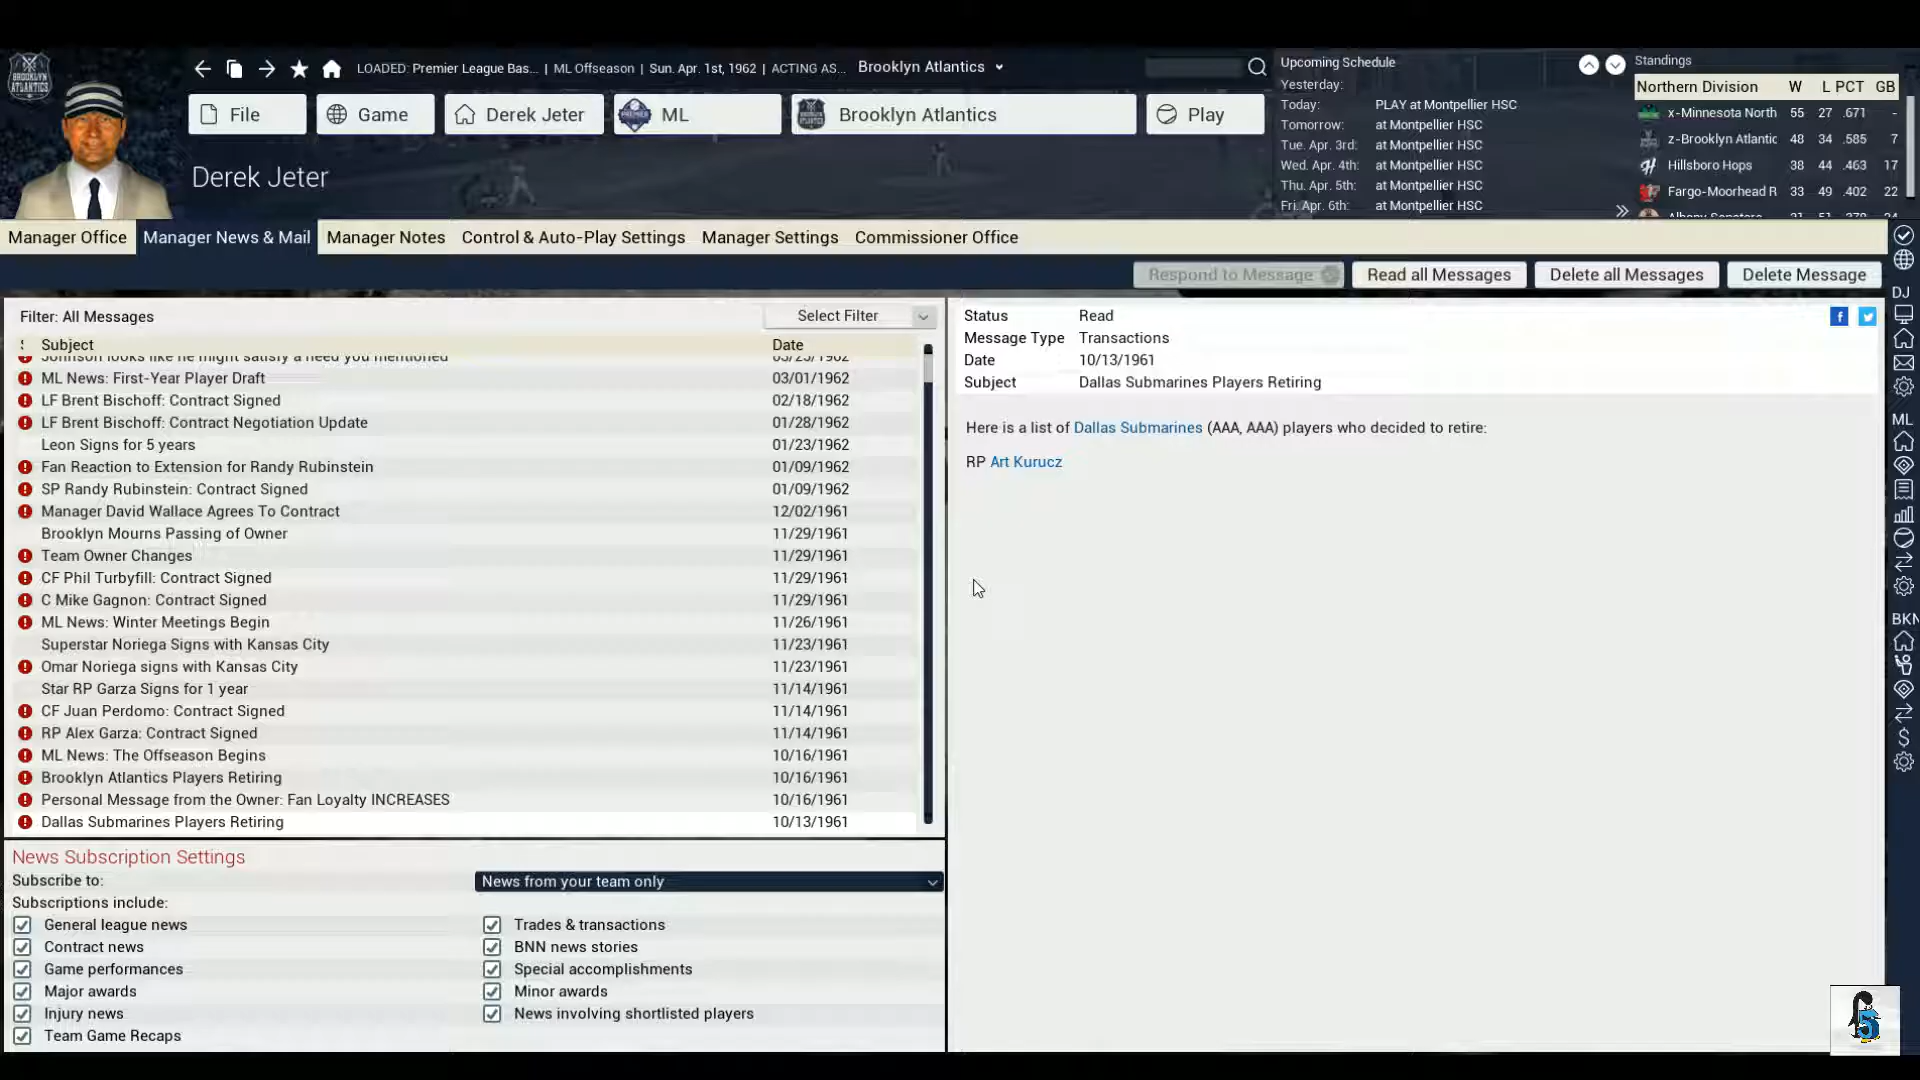 LOADED: Premier League Bas... | ML Offseason | Sun. Apr. 1st, 1962 | ACTING AS... Brooklyn Atlantics
File
Game
Derek Jeter
ML
Brooklyn Atlantics
Play
Derek Jeter
Upcoming Schedule
Yesterday:
Today: PLAY at Montpellier HSC
Tomorrow: at Montpellier HSC
Tue. Apr. 3rd: at Montpellier HSC
Wed. Apr. 4th: at Montpellier HSC
Thu. Apr. 5th: at Montpellier HSC
Fri. Apr. 6th: at Montpellier HSC
Standings
Northern Division W L PCT GB
x-Minnesota North 55 27 .671 -
z-Brooklyn Atlantic 48 34 .585 7
Hillsboro Hops 38 44 .463 17
Fargo-Moorhead R 33 49 .402 22
Manager Office Manager News & Mail Manager Notes Control & Auto-Play Settings Manager Settings Commissioner Office
Respond to Message Read all Messages Delete all Messages Delete Message
Filter: All Messages Select Filter
Subject Date
Johnson looks like he might satisfy a need you mentioned
ML News: First-Year Player Draft 03/01/1962
LF Brent Bischoff: Contract Signed 02/18/1962
LF Brent Bischoff: Contract Negotiation Update 01/28/1962
Leon Signs for 5 years 01/23/1962
Fan Reaction to Extension for Randy Rubinstein 01/09/1962
SP Randy Rubinstein: Contract Signed 01/09/1962
Manager David Wallace Agrees To Contract 12/02/1961
Brooklyn Mourns Passing of Owner 11/29/1961
Team Owner Changes 11/29/1961
CF Phil Turbyfill: Contract Signed 11/29/1961
C Mike Gagnon: Contract Signed 11/29/1961
ML News: Winter Meetings Begin 11/26/1961
Superstar Noriega Signs with Kansas City 11/23/1961
Omar Noriega signs with Kansas City 11/23/1961
Star RP Garza Signs for 1 year 11/14/1961
CF Juan Perdomo: Contract Signed 11/14/1961
RP Alex Garza: Contract Signed 11/14/1961
ML News: The Offseason Begins 10/16/1961
Brooklyn Atlantics Players Retiring 10/16/1961
Personal Message from the Owner: Fan Loyalty INCREASES 10/16/1961
Dallas Submarines Players Retiring 10/13/1961
News Subscription Settings
Subscribe to: News from your team only
Subscriptions include:
General league news Trades & transactions
Contract news BNN news stories
Game performances Special accomplishments
Major awards Minor awards
Injury news News involving shortlisted players
Team Game Recaps
Status Read
Message Type Transactions
Date 10/13/1961
Subject Dallas Submarines Players Retiring
Here is a list of Dallas Submarines (AAA, AAA) players who decided to retire:
RP Art Kurucz
DJ
ML
BKN